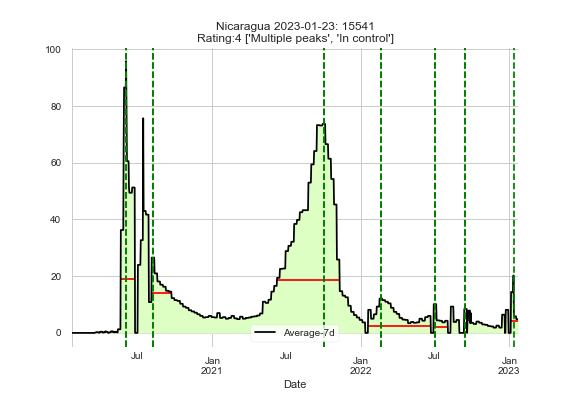 Nicaragua 2023-01-23: 15541
Rating:4 ['Multiple peaks', 'In control']
100
80
60
40
20
0
Average-7d
Jul
Jan
2021
Jul
Jan
2022
Jul
Jan
2023
Date